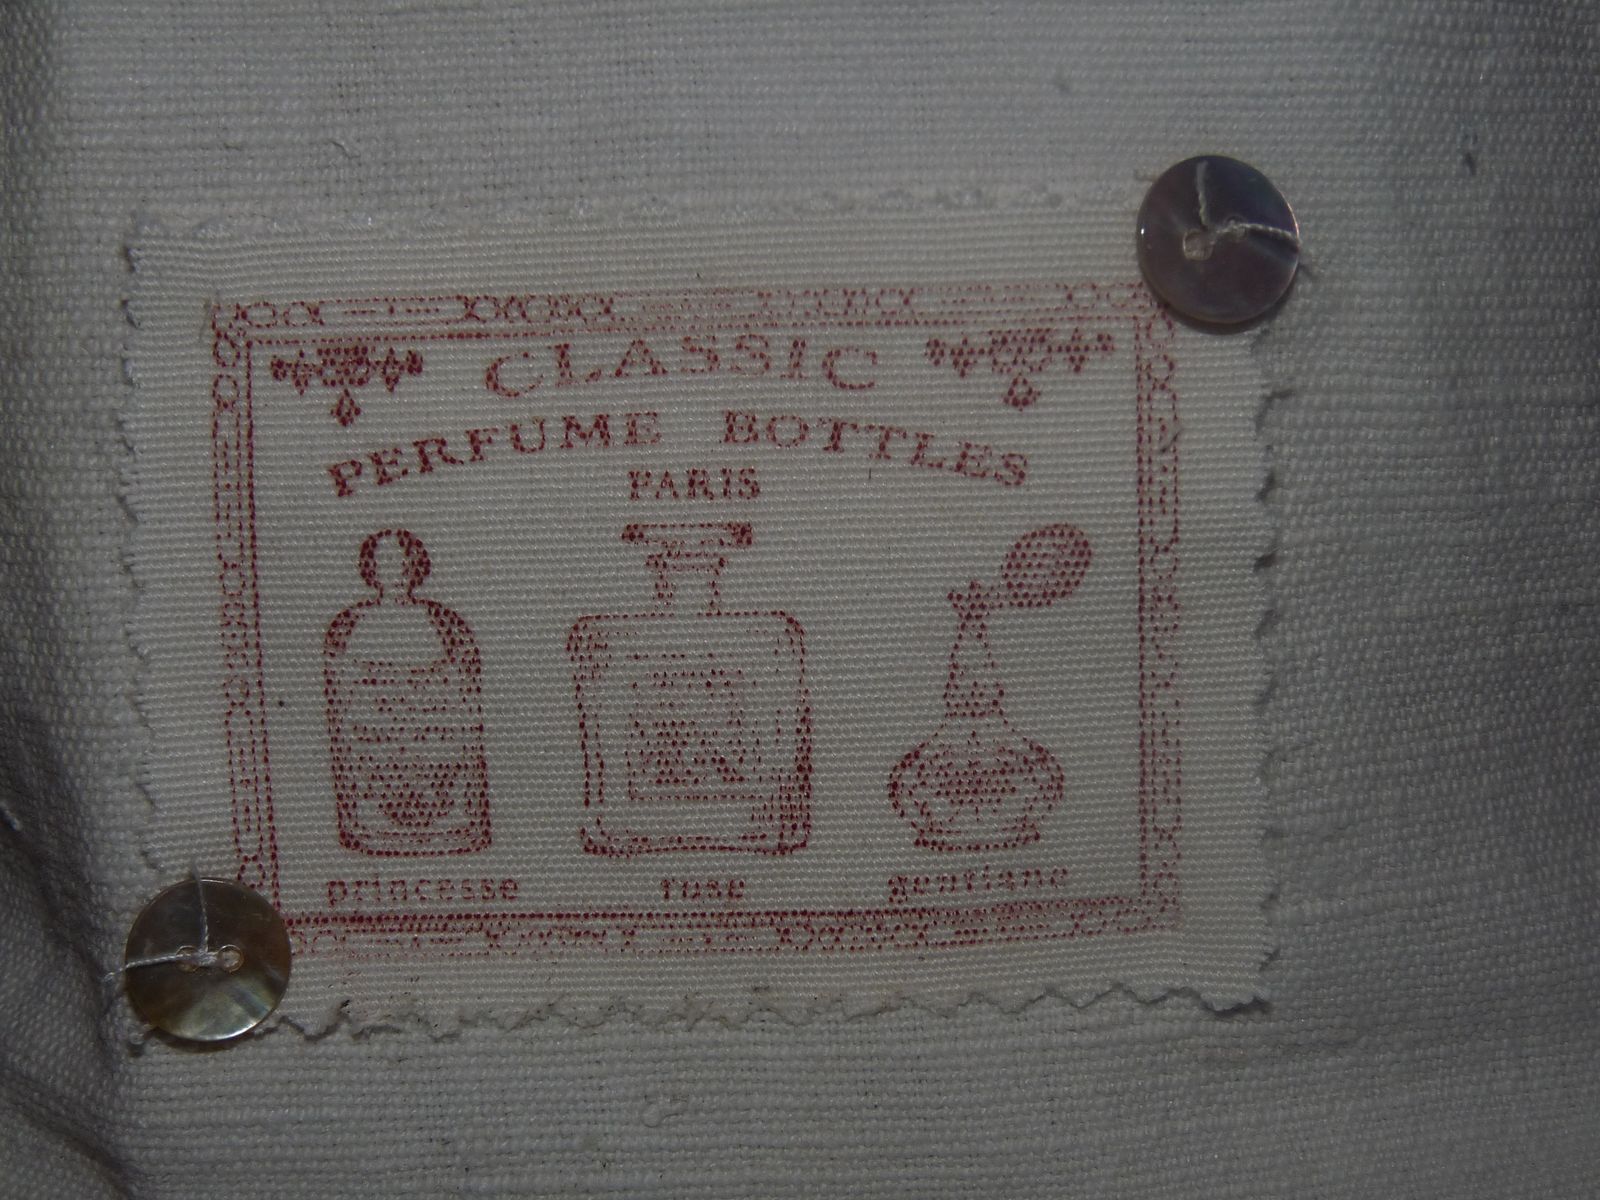 CLASSIC
PERFUME BOTTLES
PARIS
princesse rose gentiane